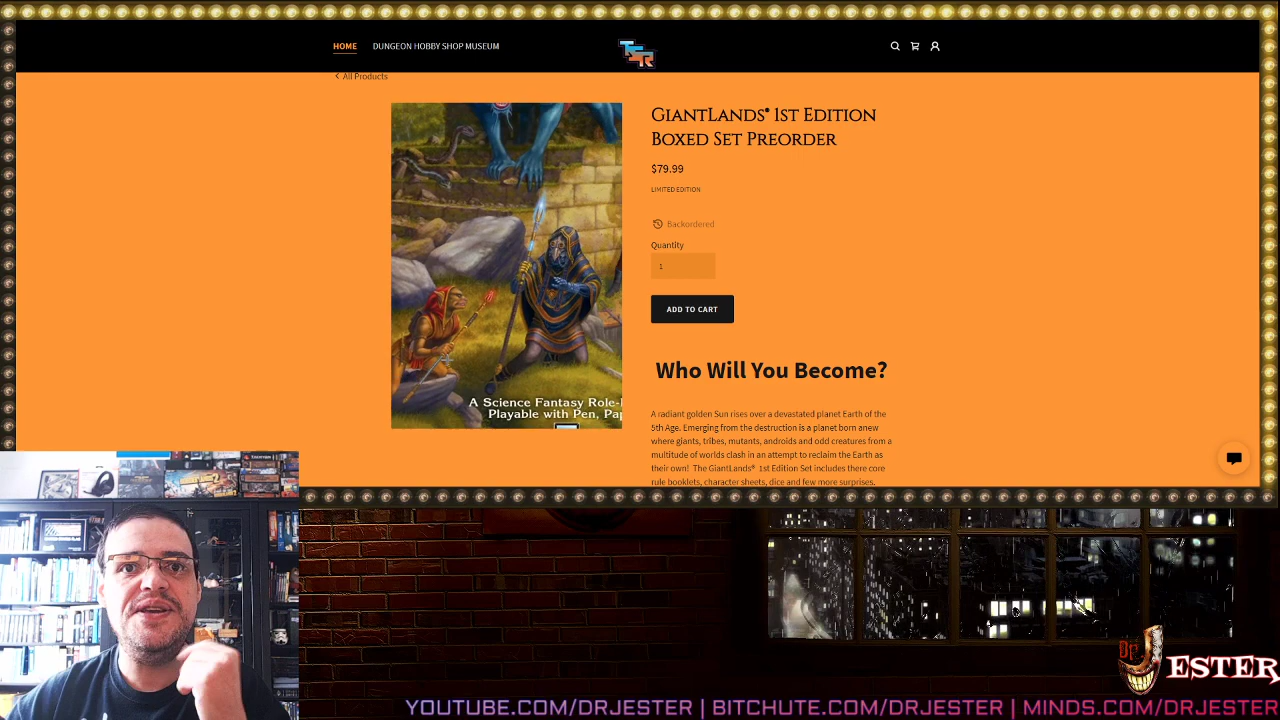 HOME
DUNGEON HOBBY SHOP MUSEUM
TSR
All Products
GiantLands® 1st Edition
Boxed Set Preorder
$79.99
LIMITED EDITION
Backordered
Quantity
1
ADD TO CART
Who Will You Become?
A radiant golden Sun rises over a devastated planet Earth of the
5th Age. Emerging from the destruction is a planet born anew
where giants, tribes, mutants, androids and odd creatures from a
multitude of worlds clash in an attempt to reclaim the Earth as
their own! The GiantLands® 1st Edition Set includes there core
rule booklets, character sheets, dice and few more surprises.
A Science Fantasy Role-
Playable with Pen, Pap
DR JESTER
YOUTUBE.COM/DRJESTER | BITCHUTE.COM/DRJESTER | MINDS.COM/DRJESTER